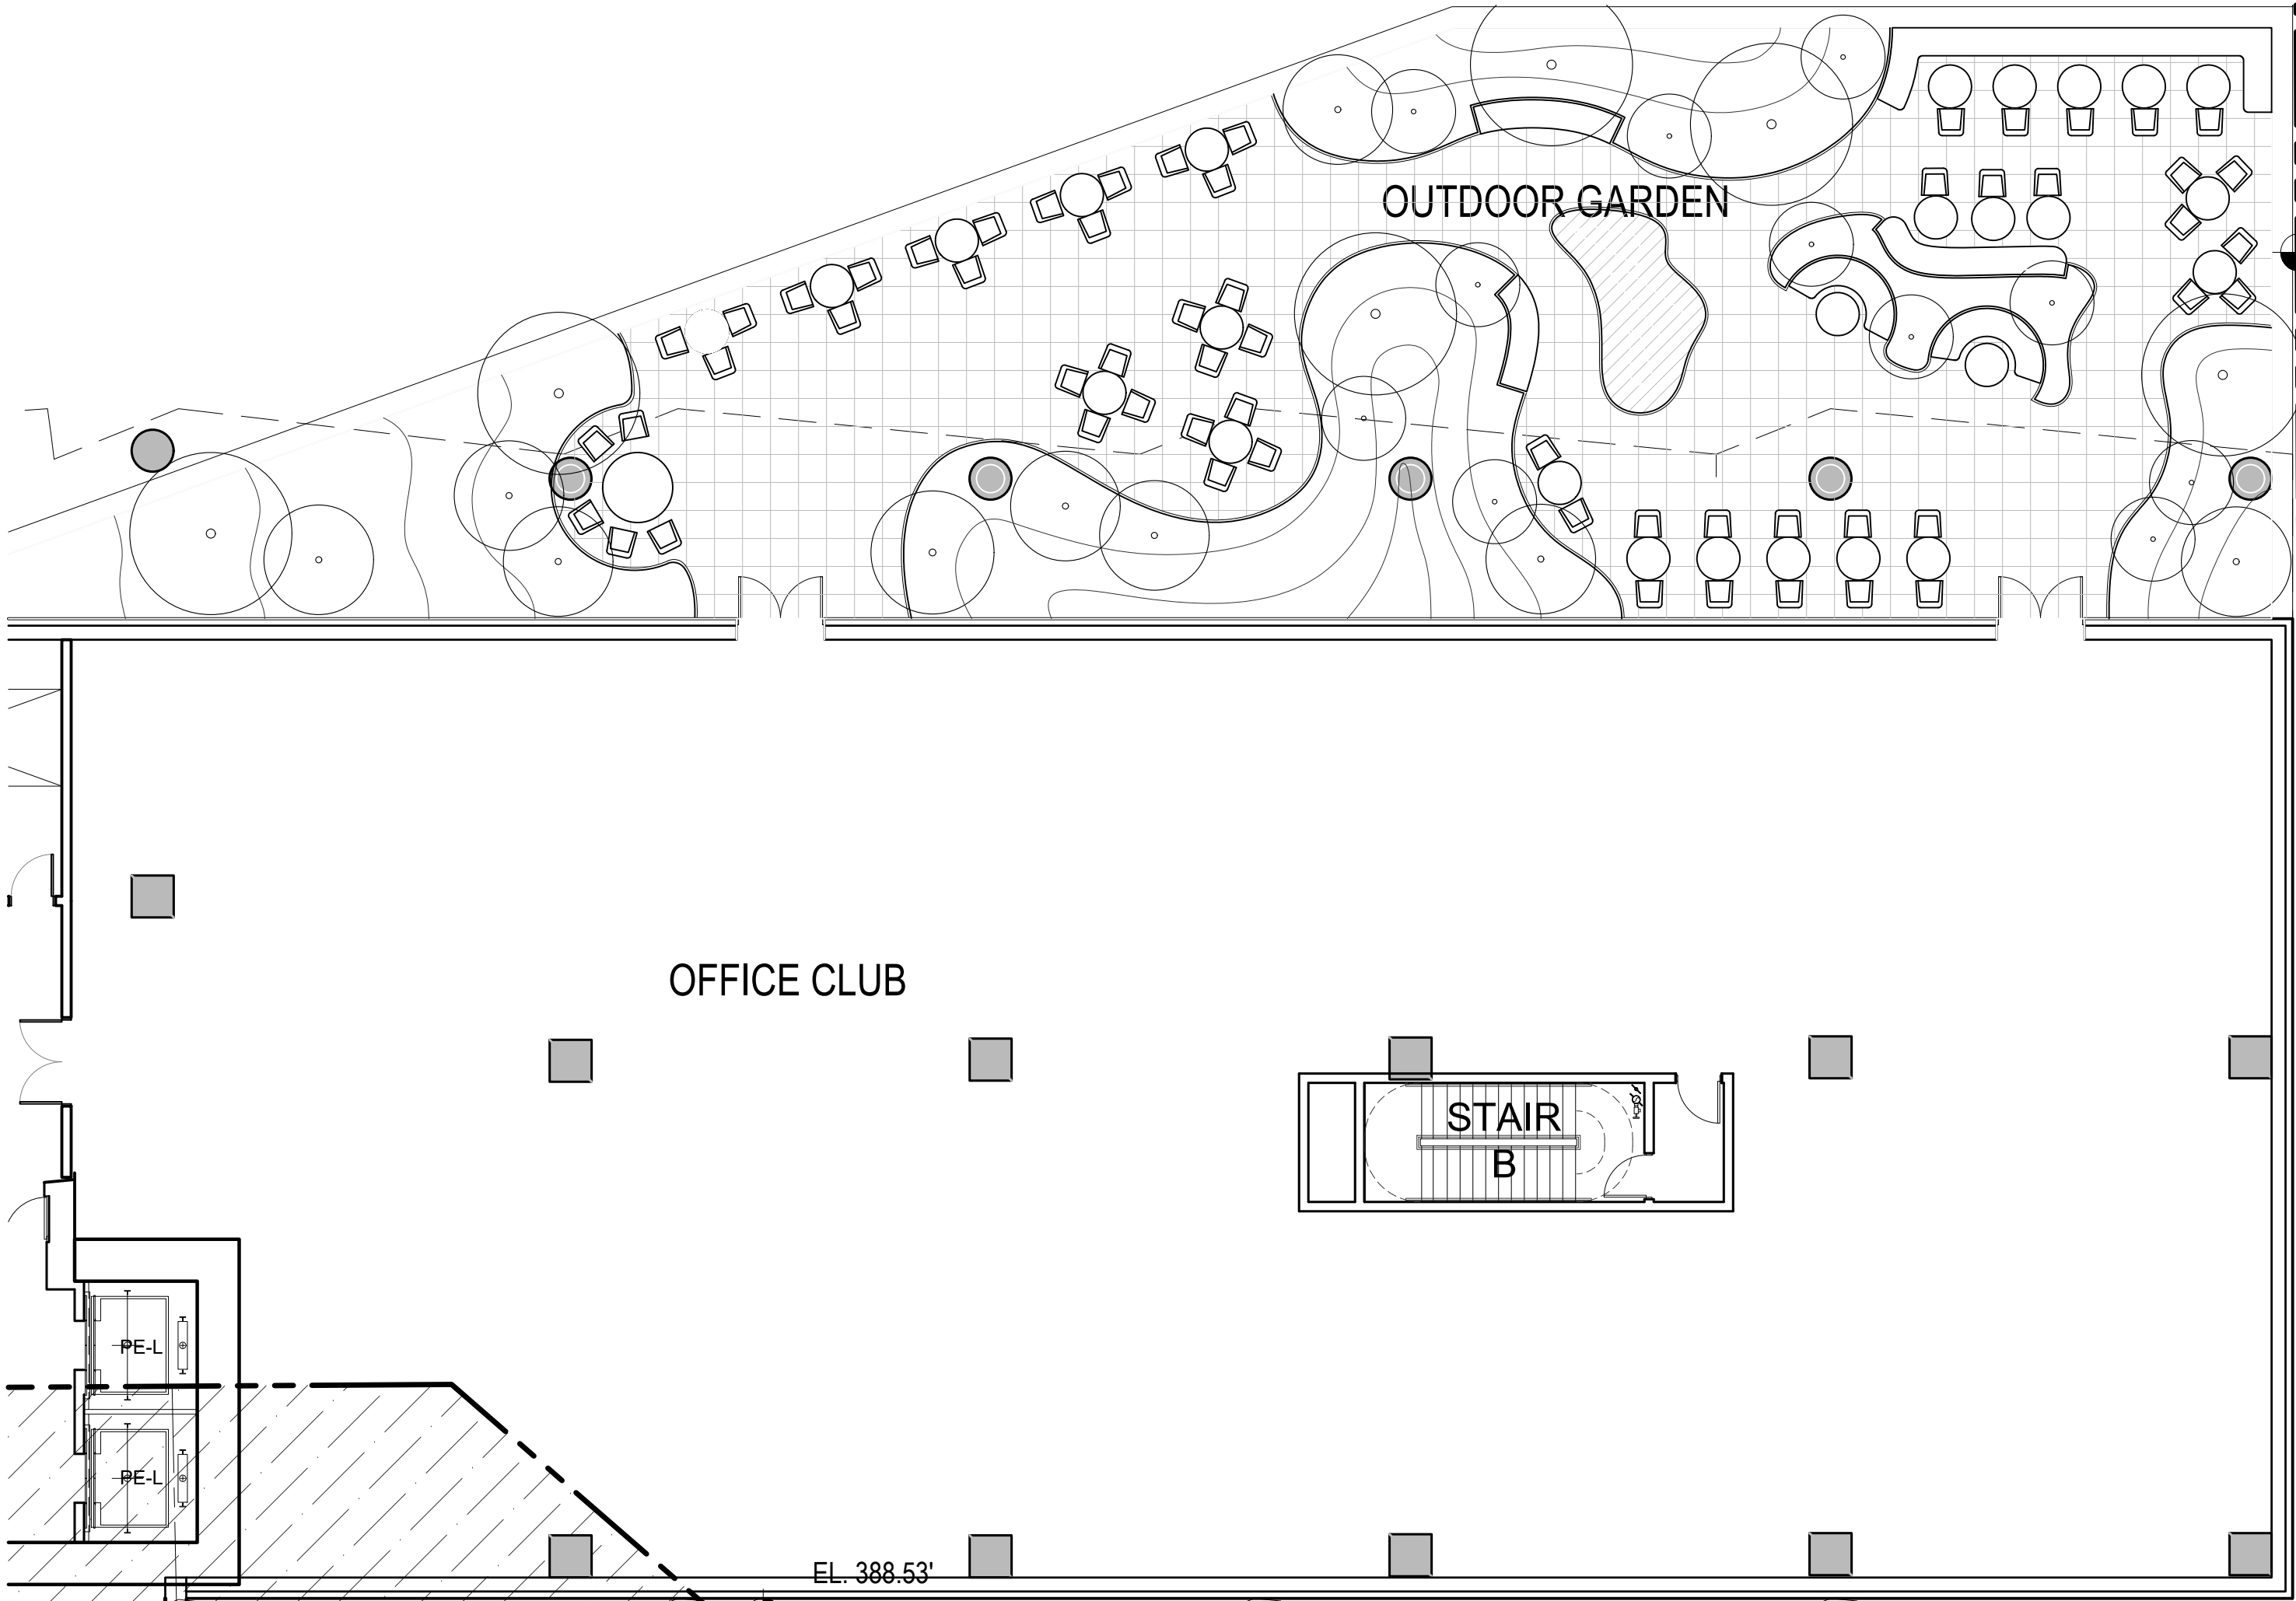 OUTDOOR GARDEN
OFFICE CLUB
STAIR
B
PE-L
PE-L
EL. 388.53'